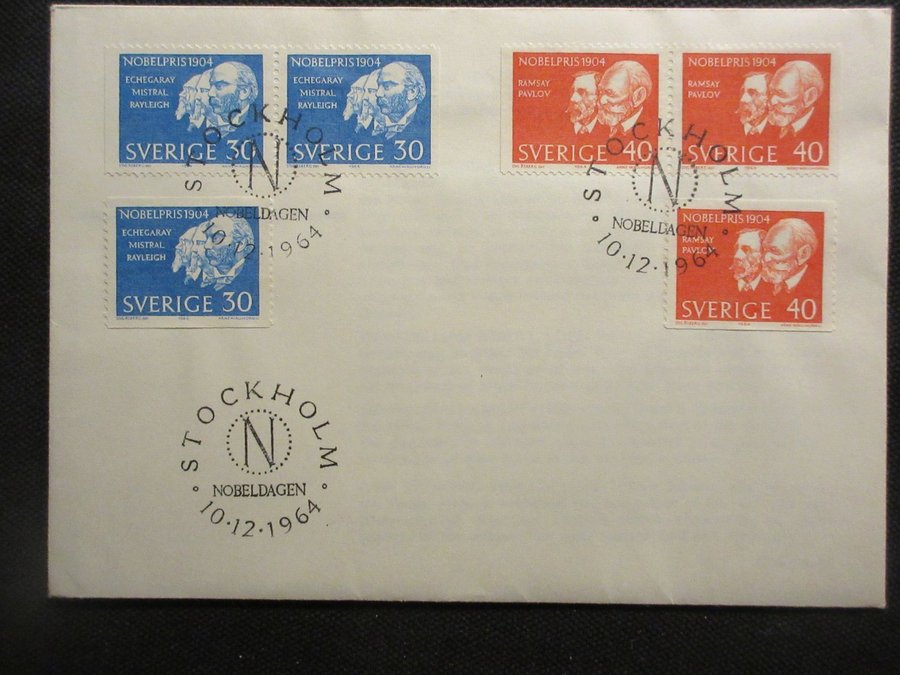 NOBELPRIS 1904
ECHEGARAY
MISTRAL
RAYLEIGH
SVERIGE 30
NOBELPRIS 1904
ECHEGARAY
MISTRAL
RAYLEIGH
SVERIGE 30
NOBELPRIS 1904
RAMSAY
PAVLOV
SVERIGE 40
NOBELPRIS 1904
RAMSAY
PAVLOV
SVERIGE 40
STOCKHOLM
N
NOBELDAGEN
10·12·1964
STOCKHOLM
N
NOBELDAGEN
10·12·1964
NOBELPRIS 1904
ECHEGARAY
MISTRAL
RAYLEIGH
SVERIGE 30
NOBELPRIS 1904
RAMSAY
PAVLOV
SVERIGE 40
STOCKHOLM
N
NOBELDAGEN
10·12·1964